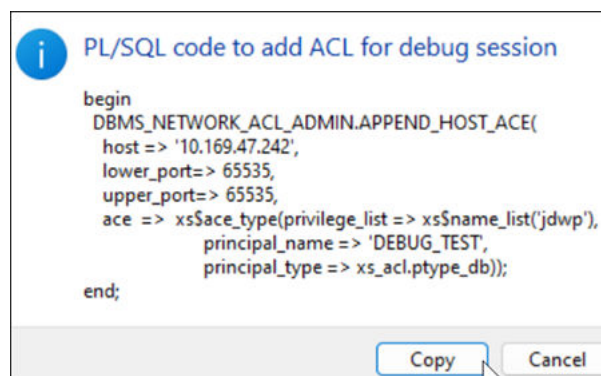 PL/SQL code to add ACL for debug session
begin
DBMS_NETWORK_ACL_ADMIN.APPEND_HOST_ACE(
host => '10.169.47.242',
lower_port=> 65535,
upper_port=> 65535,
ace => xs$ace_type(privilege_list => xs$name_list('jdwp'),
principal_name => 'DEBUG_TEST',
principal_type => xs_acl.ptype_db));
end;
Copy Cancel